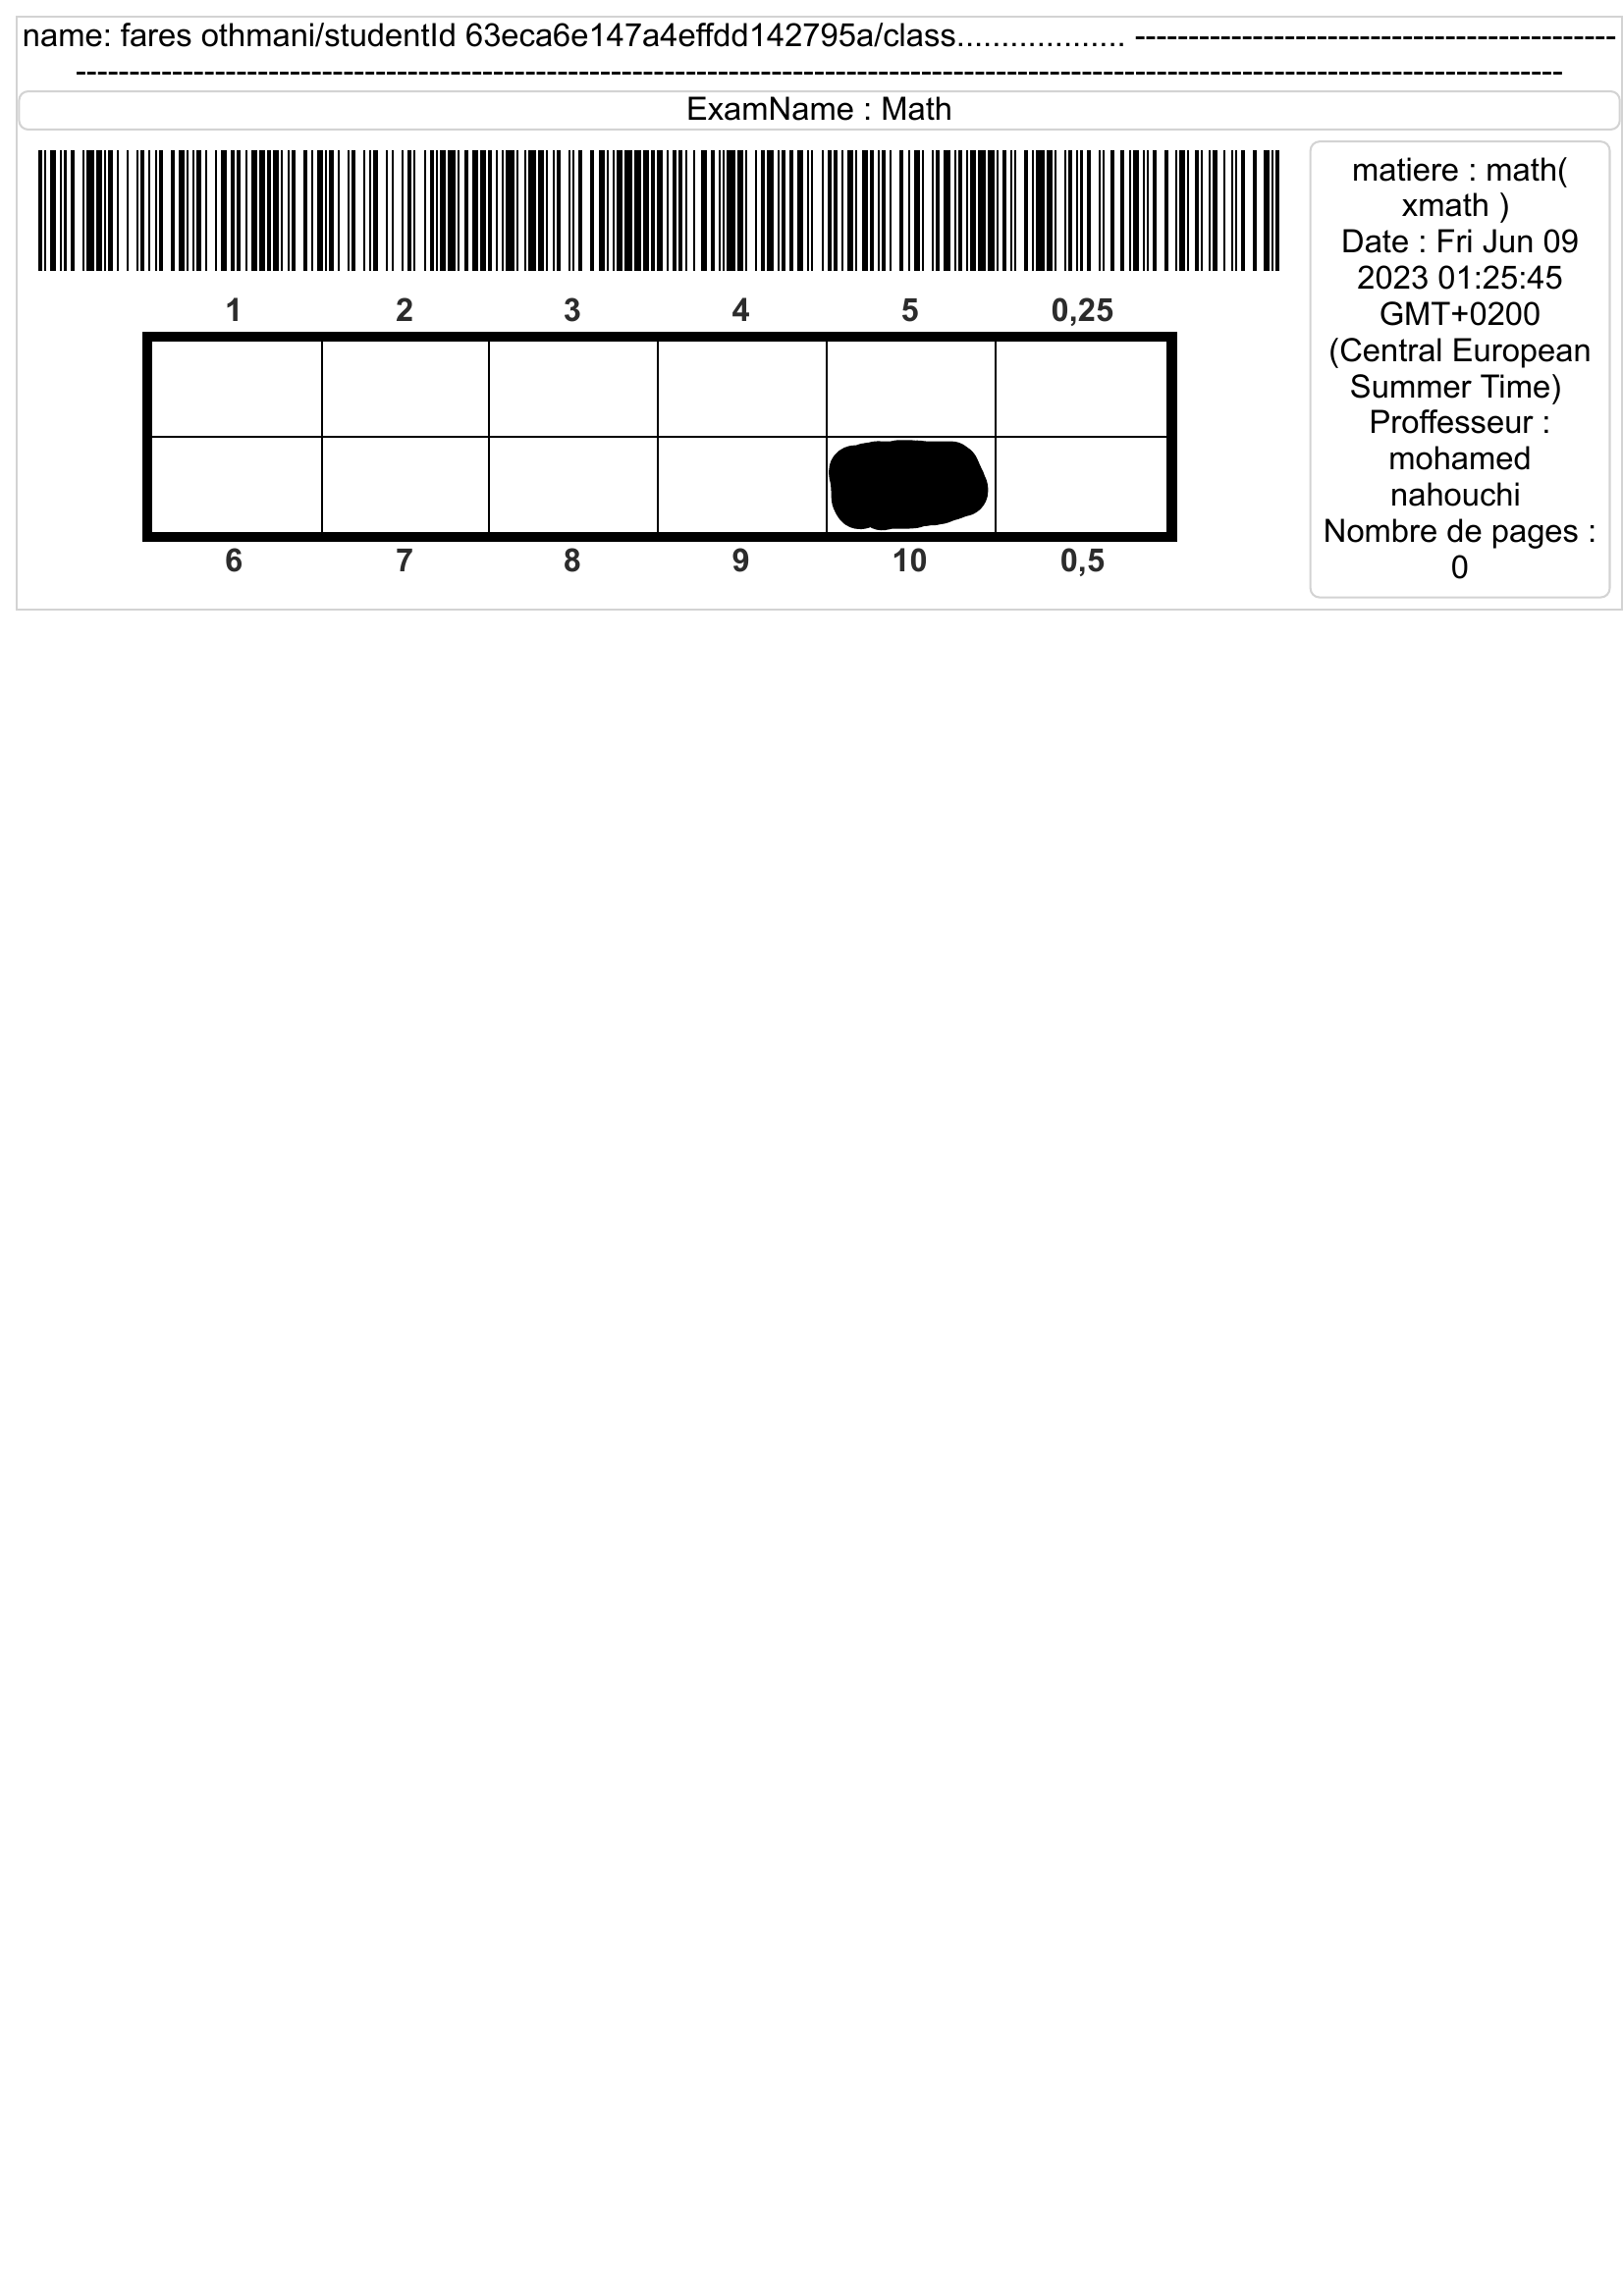 name: fares othmani/studentId 63eca6e147a4effdd142795a/class................... ---------------------------------------------
-------------------------------------------------------------------------------------------------------------------------------------------
ExamName : Math
matiere : math(
xmath )
Date : Fri Jun 09
2023 01:25:45
GMT+0200
(Central European
Summer Time)
Proffesseur :
mohamed
nahouchi
Nombre de pages :
0
1 2 3 4 5 0,25
6 7 8 9 10 0,5